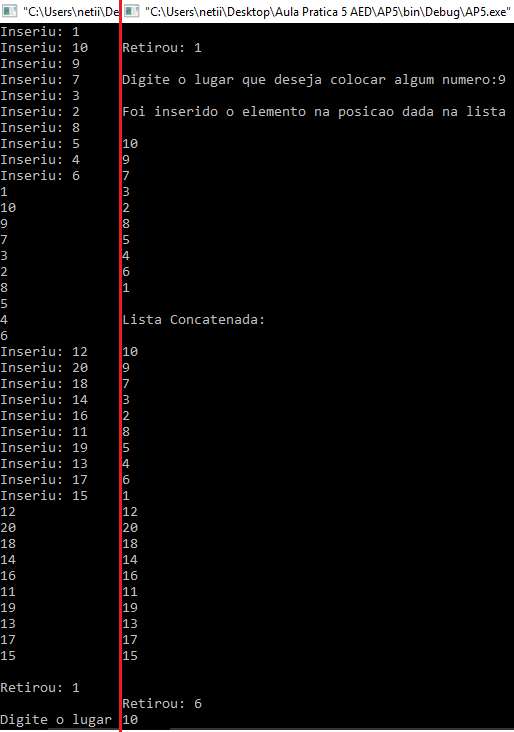 "C:\Users\netii\De
Inseriu: 1
Inseriu: 10
Inseriu: 9
Inseriu: 7
Inseriu: 3
Inseriu: 2
Inseriu: 8
Inseriu: 5
Inseriu: 4
Inseriu: 6
1
10
9
7
3
2
8
5
4
6
Inseriu: 12
Inseriu: 20
Inseriu: 18
Inseriu: 14
Inseriu: 16
Inseriu: 11
Inseriu: 19
Inseriu: 13
Inseriu: 17
Inseriu: 15
12
20
18
14
16
11
19
13
17
15
Retirou: 1
Digite o lugar
"C:\Users\netii\Desktop\Aula Pratica 5 AED\AP5\bin\Debug\AP5.exe"
Retirou: 1
Digite o lugar que deseja colocar algum numero:9
Foi inserido o elemento na posicao dada na lista
10
9
7
3
2
8
5
4
6
1
Lista Concatenada:
10
9
7
3
2
8
5
4
6
1
12
20
18
14
16
11
19
13
17
15
Retirou: 6
10